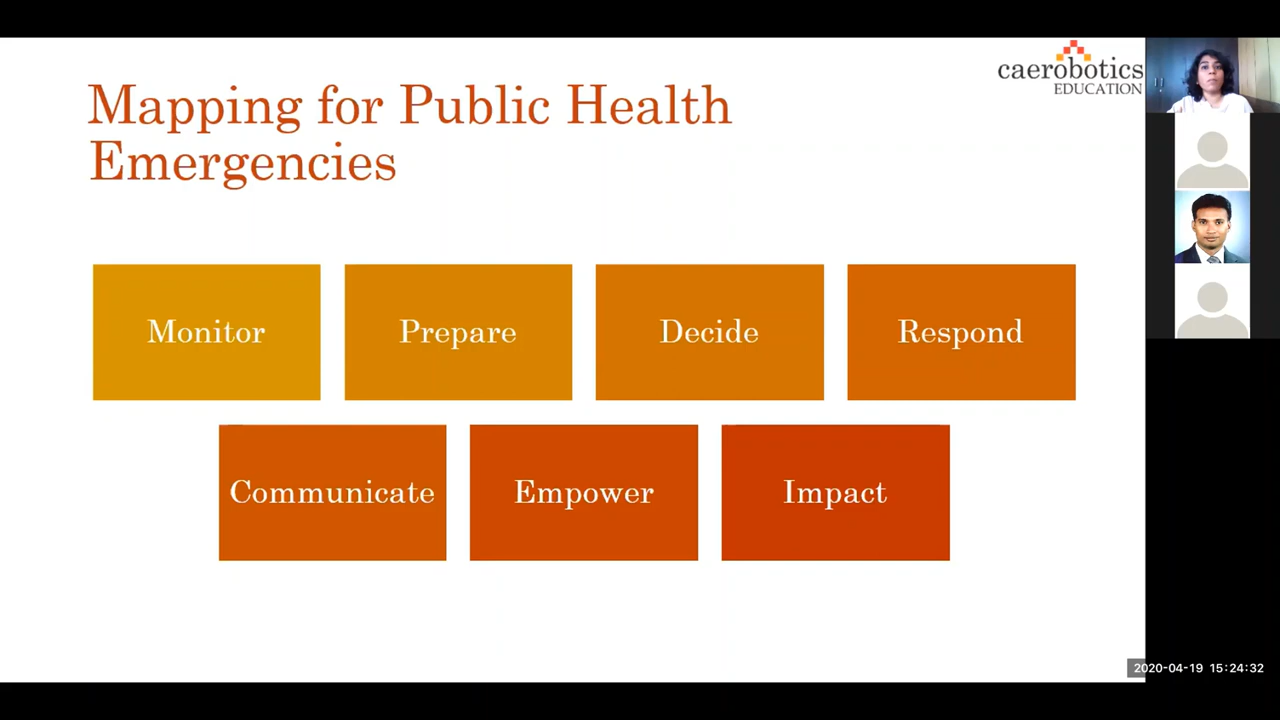 Mapping for Public Health
Emergencies
caerobotics
EDUCATION
Monitor
Prepare
Decide
Respond
Communicate
Empower
Impact
2020-04-19 15:24:32